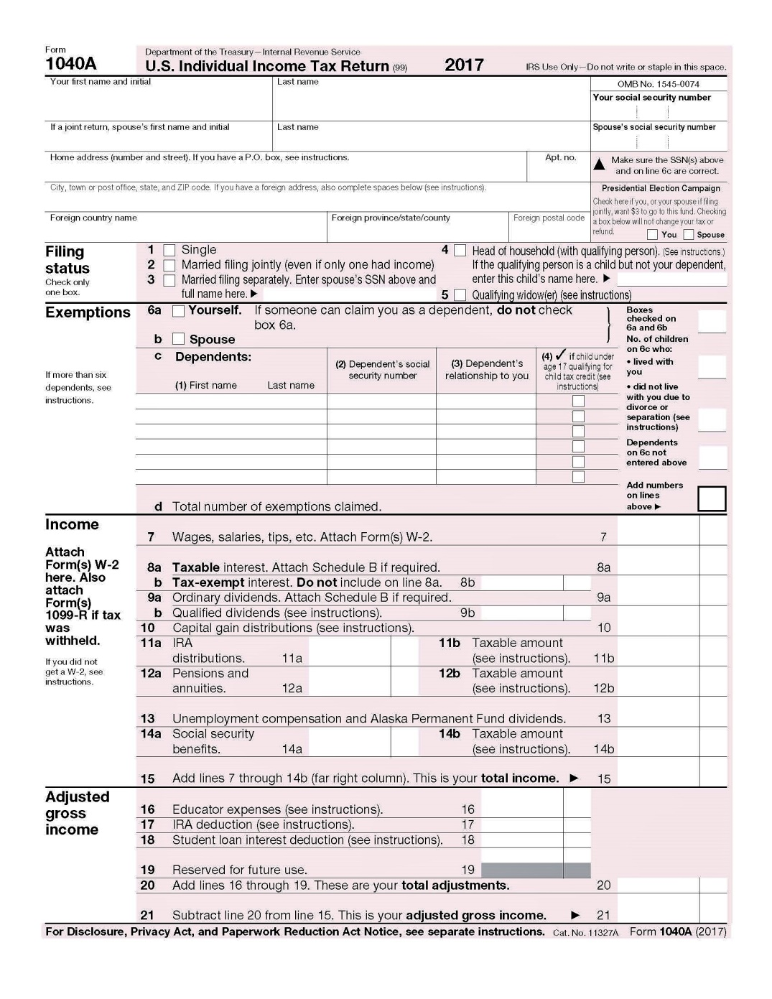 Form
1040A
Department of the Treasury—Internal Revenue Service
U.S. Individual Income Tax Return (99)
2017
IRS Use Only—Do not write or staple in this space.
Your first name and initial
Last name
OMB No. 1545-0074
Your social security number
If a joint return, spouse's first name and initial
Last name
Spouse's social security number
Home address (number and street). If you have a P.O. box, see instructions.
Apt. no.
▲ Make sure the SSN(s) above
and on line 6c are correct.
City, town or post office, state, and ZIP code. If you have a foreign address, also complete spaces below (see instructions).
Presidential Election Campaign
Check here if you, or your spouse if filing
jointly, want $3 to go to this fund. Checking
a box below will not change your tax or
refund.
You
Spouse
Foreign country name
Foreign province/state/county
Foreign postal code
Filing
status
Check only
one box.
1 Single
2 Married filing jointly (even if only one had income)
3 Married filing separately. Enter spouse's SSN above and
full name here. ▶
4 Head of household (with qualifying person). (See instructions.)
If the qualifying person is a child but not your dependent,
enter this child's name here. ▶
5 Qualifying widow(er) (see instructions)
Exemptions
If more than six
dependents, see
instructions.
6a Yourself. If someone can claim you as a dependent, do not check
box 6a.
b Spouse
c Dependents:
(1) First name Last name
(2) Dependent's social
security number
(3) Dependent's
relationship to you
(4) ✓ if child under
age 17 qualifying for
child tax credit (see
instructions)
Boxes
checked on
6a and 6b
No. of children
on 6c who:
• lived with
you
• did not live
with you due to
divorce or
separation (see
instructions)
Dependents
on 6c not
entered above
Add numbers
on lines
above ▶
d Total number of exemptions claimed.
Income
Attach
Form(s) W-2
here. Also
attach
Form(s)
1099-R if tax
was
withheld.
If you did not
get a W-2, see
instructions.
7 Wages, salaries, tips, etc. Attach Form(s) W-2. 7
8a Taxable interest. Attach Schedule B if required. 8a
b Tax-exempt interest. Do not include on line 8a. 8b
9a Ordinary dividends. Attach Schedule B if required. 9a
b Qualified dividends (see instructions). 9b
10 Capital gain distributions (see instructions). 10
11a IRA
distributions. 11a
11b Taxable amount
(see instructions). 11b
12a Pensions and
annuities. 12a
12b Taxable amount
(see instructions). 12b
13 Unemployment compensation and Alaska Permanent Fund dividends. 13
14a Social security
benefits. 14a
14b Taxable amount
(see instructions). 14b
15 Add lines 7 through 14b (far right column). This is your total income. ▶ 15
Adjusted
gross
income
16 Educator expenses (see instructions). 16
17 IRA deduction (see instructions). 17
18 Student loan interest deduction (see instructions). 18
19 Reserved for future use. 19
20 Add lines 16 through 19. These are your total adjustments. 20
21 Subtract line 20 from line 15. This is your adjusted gross income. ▶ 21
For Disclosure, Privacy Act, and Paperwork Reduction Act Notice, see separate instructions. Cat. No. 11327A Form 1040A (2017)